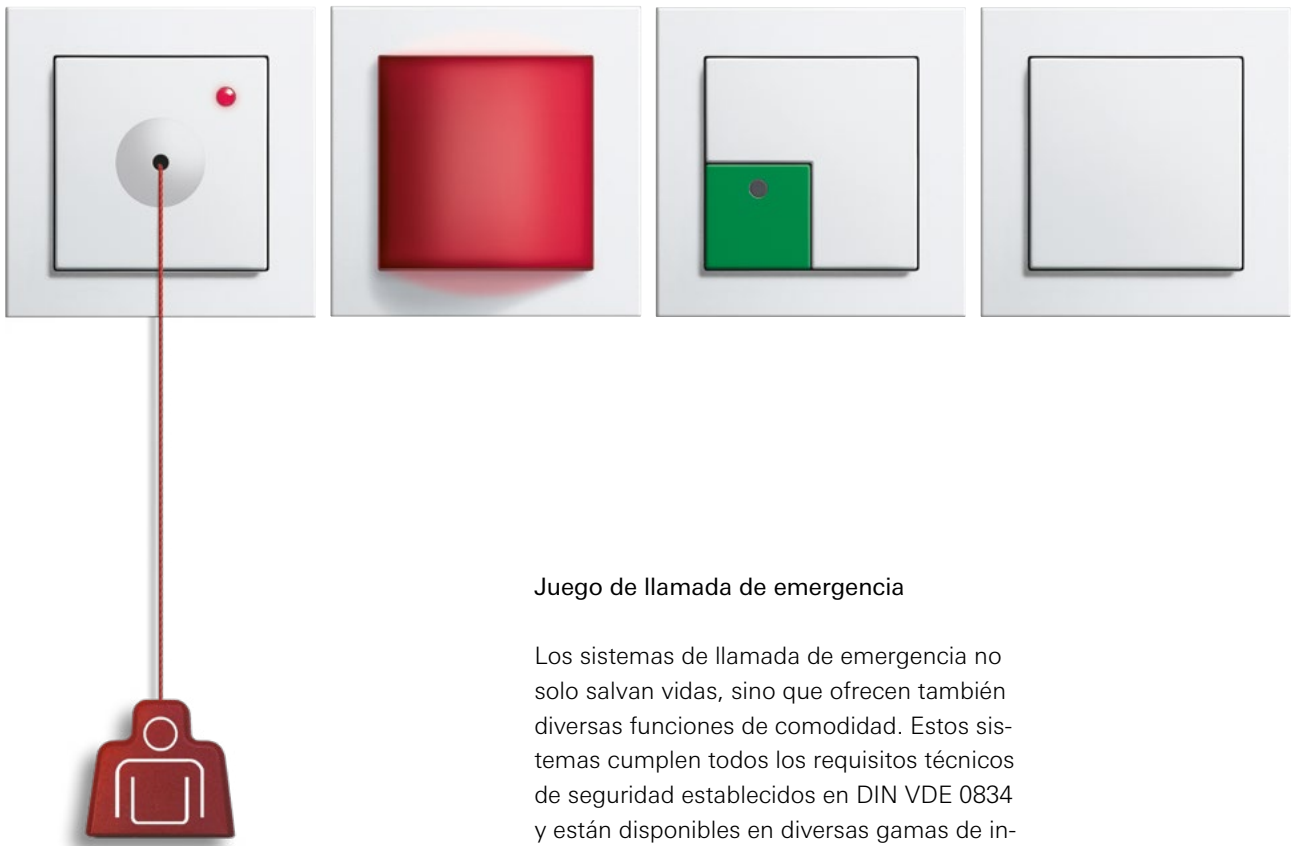 Juego de llamada de emergencia
Los sistemas de llamada de emergencia no
solo salvan vidas, sino que ofrecen también
diversas funciones de comodidad. Estos sis-
temas cumplen todos los requisitos técnicos
de seguridad establecidos en DIN VDE 0834
y están disponibles en diversas gamas de in-